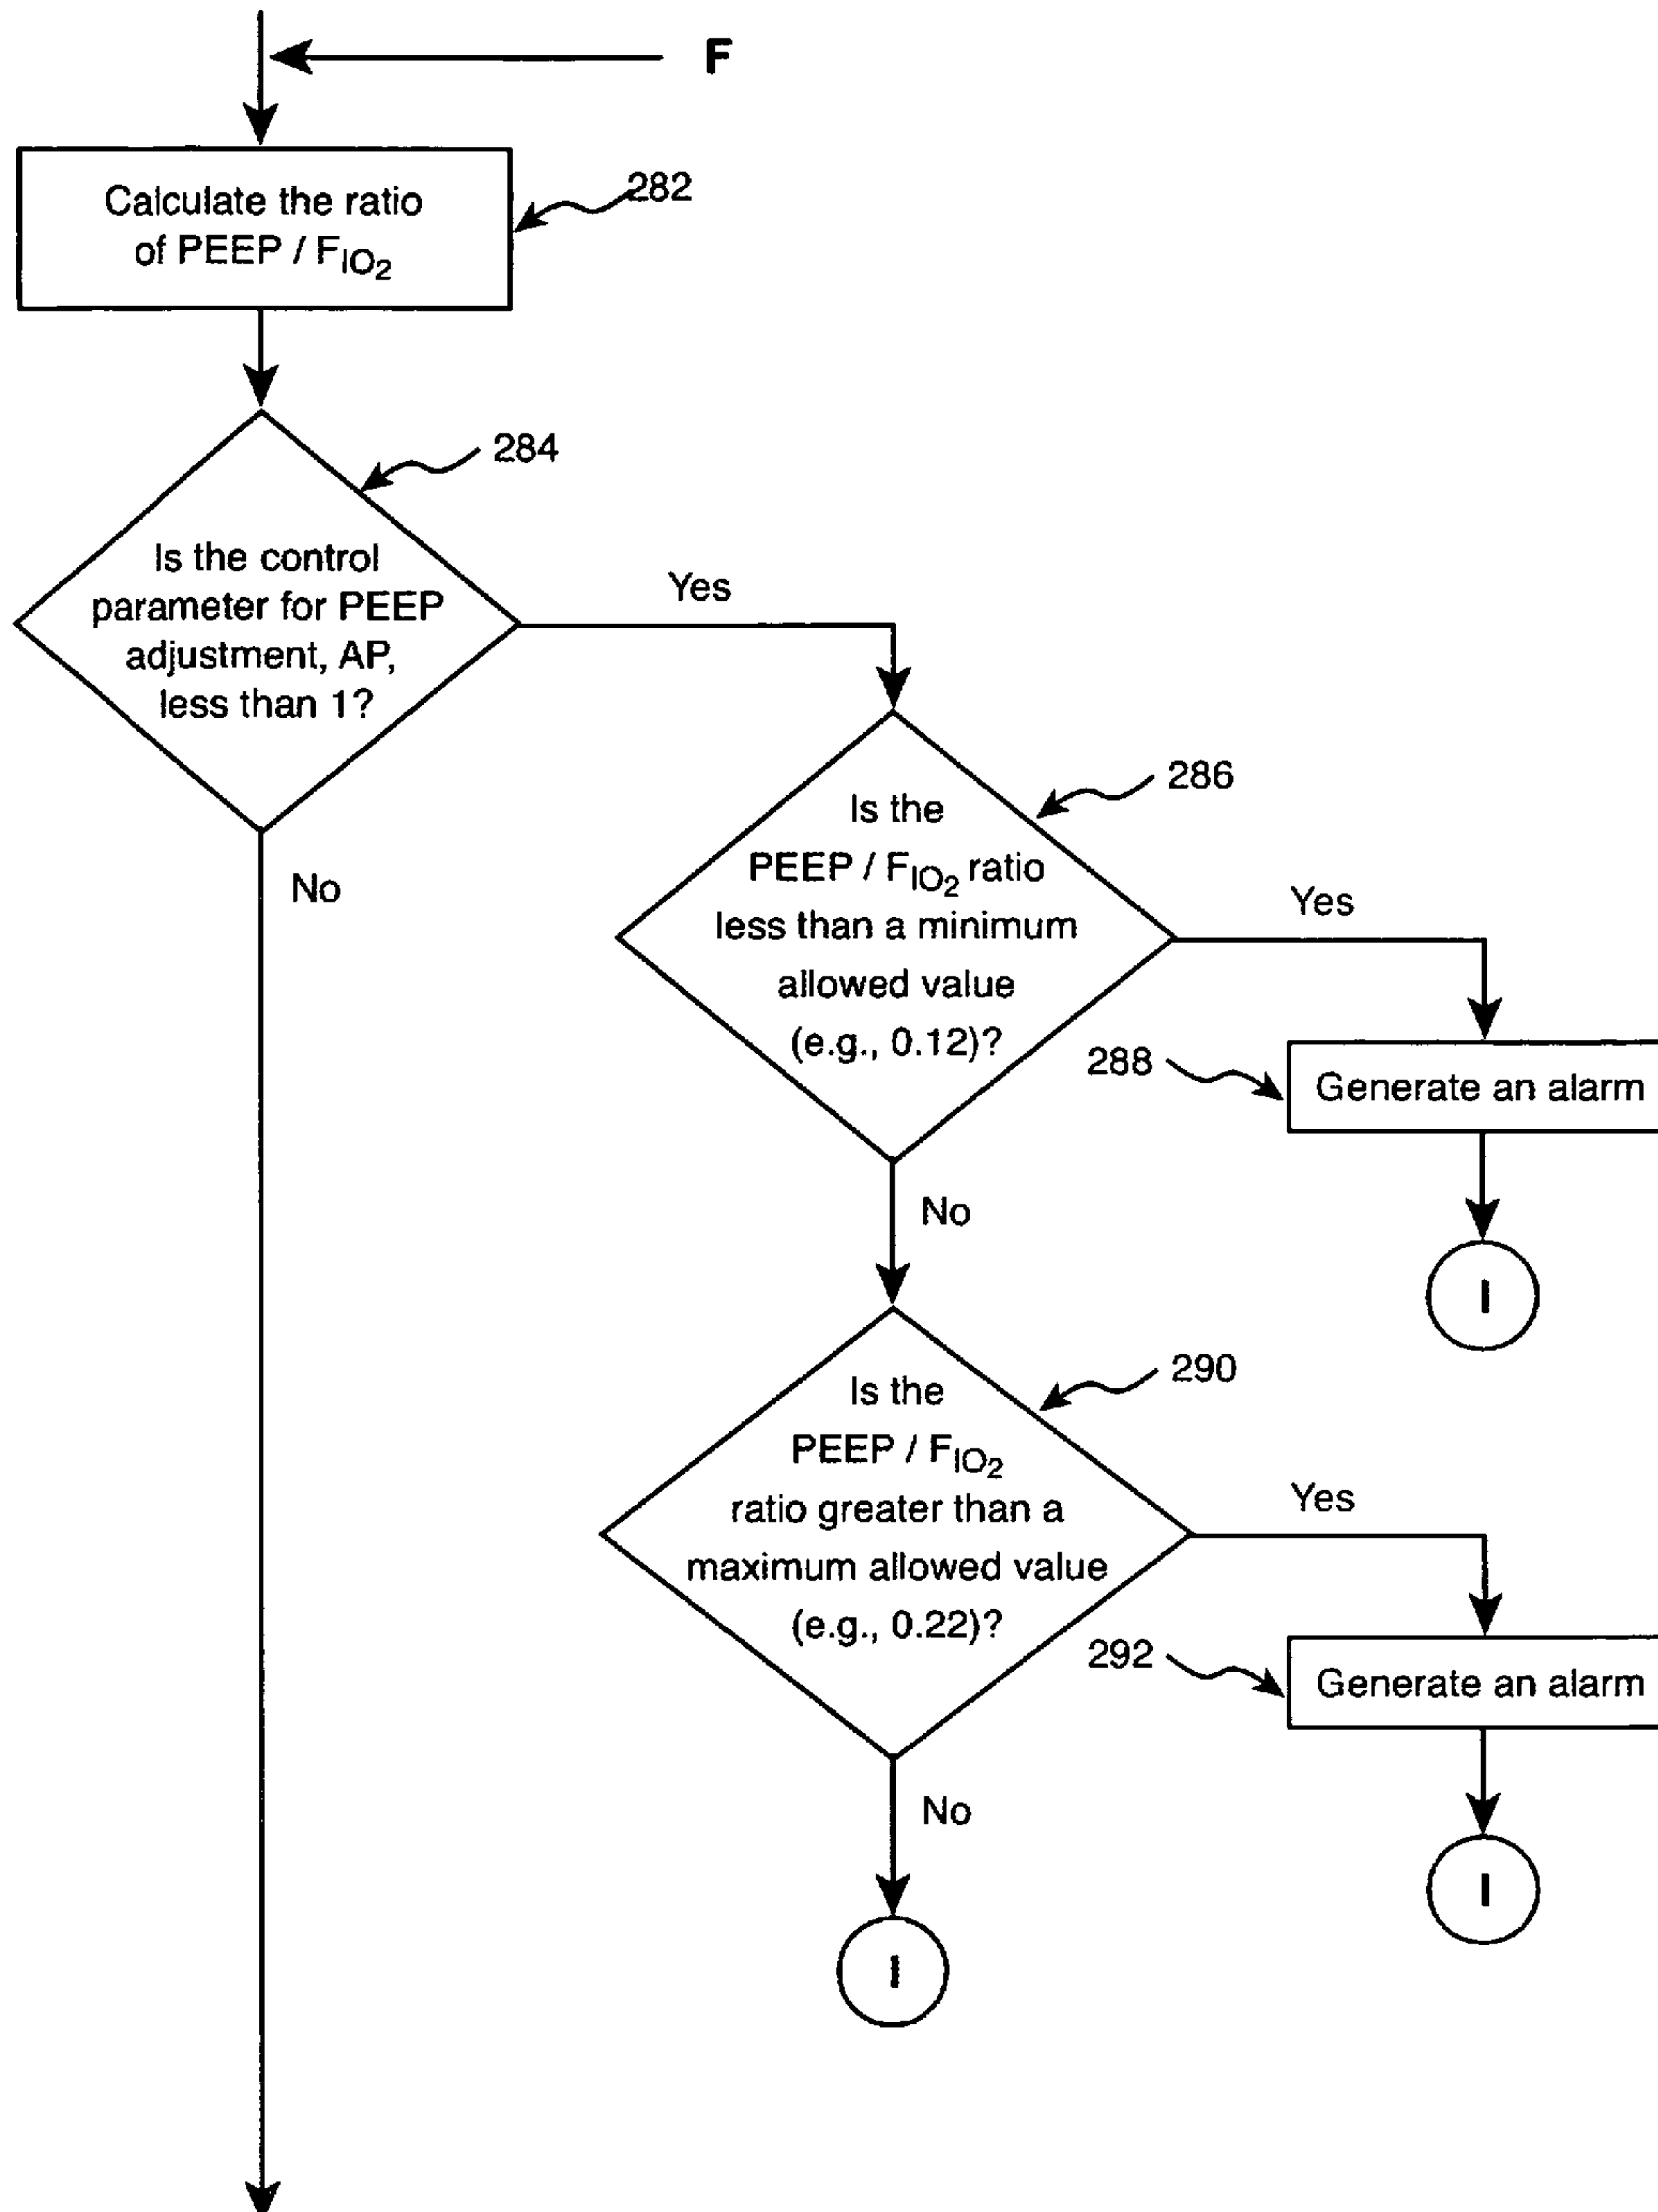 F
Calculate the ratio
of PEEP / FIO2
282
284
Is the control
parameter for PEEP
adjustment, AP,
less than 1?
Yes
No
286
Is the
PEEP / FIO2 ratio
less than a minimum
allowed value
(e.g., 0.12)?
Yes
288
Generate an alarm
No
I
290
Is the
PEEP / FIO2
ratio greater than a
maximum allowed value
(e.g., 0.22)?
Yes
292
Generate an alarm
No
I
I